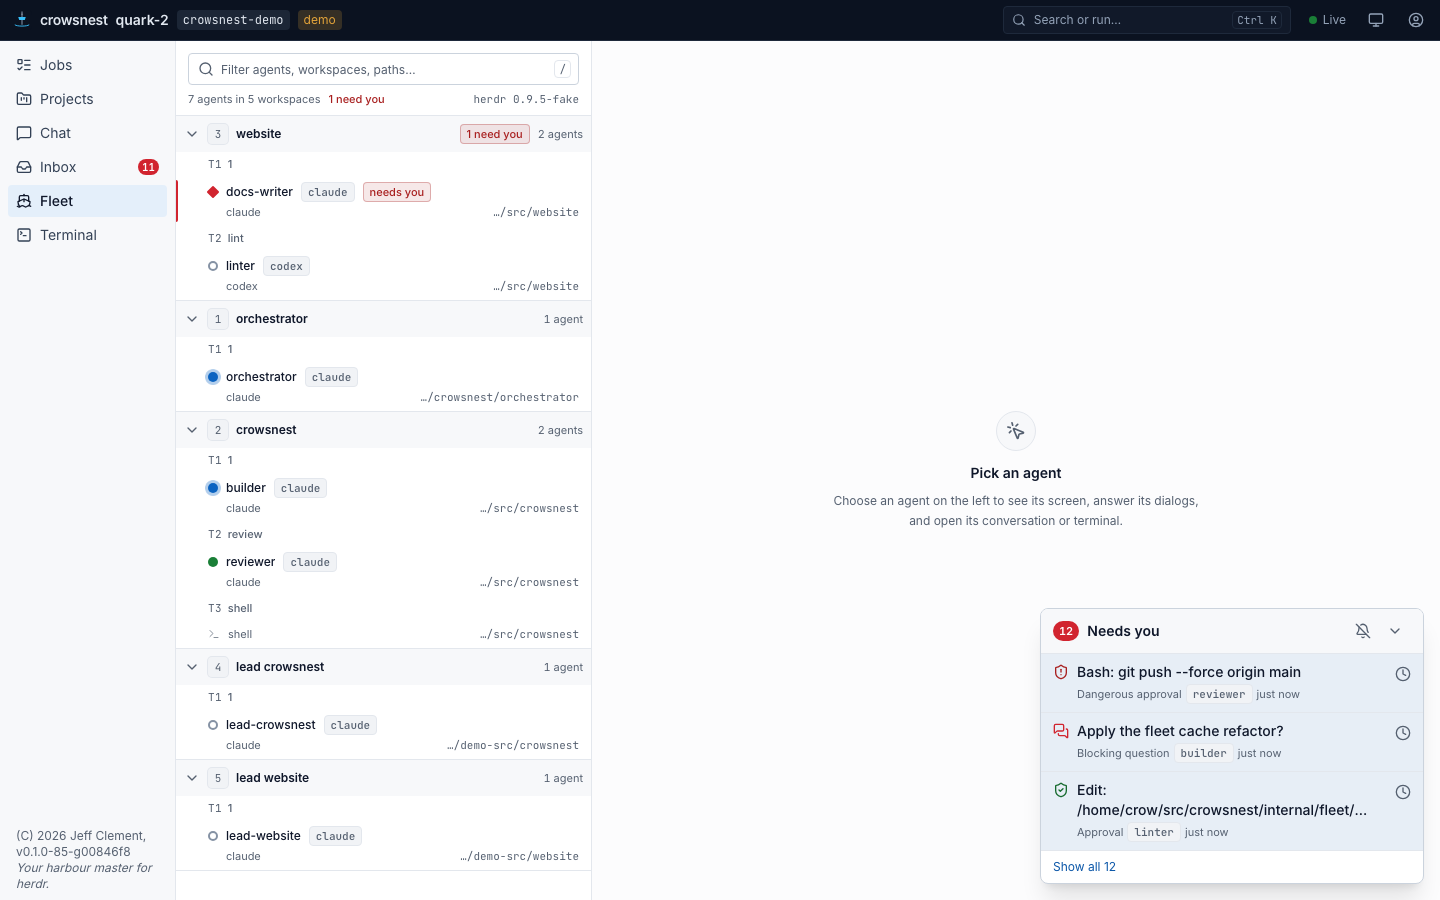 crowsnest quark-2 crowsnest-demo demo
Search or run... Ctrl K
Live
Jobs
Projects
Chat
Inbox 11
Fleet
Terminal
(C) 2026 Jeff Clement,
v0.1.0-85-g00846f8
Your harbour master for
herdr.
Filter agents, workspaces, paths... /
7 agents in 5 workspaces 1 need you herdr 0.9.5-fake
3 website 1 need you 2 agents
T1 1
docs-writer claude needs you
claude …/src/website
T2 lint
linter codex
codex …/src/website
1 orchestrator 1 agent
T1 1
orchestrator claude
claude …/crowsnest/orchestrator
2 crowsnest 2 agents
T1 1
builder claude
claude …/src/crowsnest
T2 review
reviewer claude
claude …/src/crowsnest
T3 shell
shell …/src/crowsnest
4 lead crowsnest 1 agent
T1 1
lead-crowsnest claude
claude …/demo-src/crowsnest
5 lead website 1 agent
T1 1
lead-website claude
claude …/demo-src/website
Pick an agent
Choose an agent on the left to see its screen, answer its dialogs,
and open its conversation or terminal.
12 Needs you
Bash: git push --force origin main
Dangerous approval reviewer just now
Apply the fleet cache refactor?
Blocking question builder just now
Edit:
/home/crow/src/crowsnest/internal/fleet/...
Approval linter just now
Show all 12